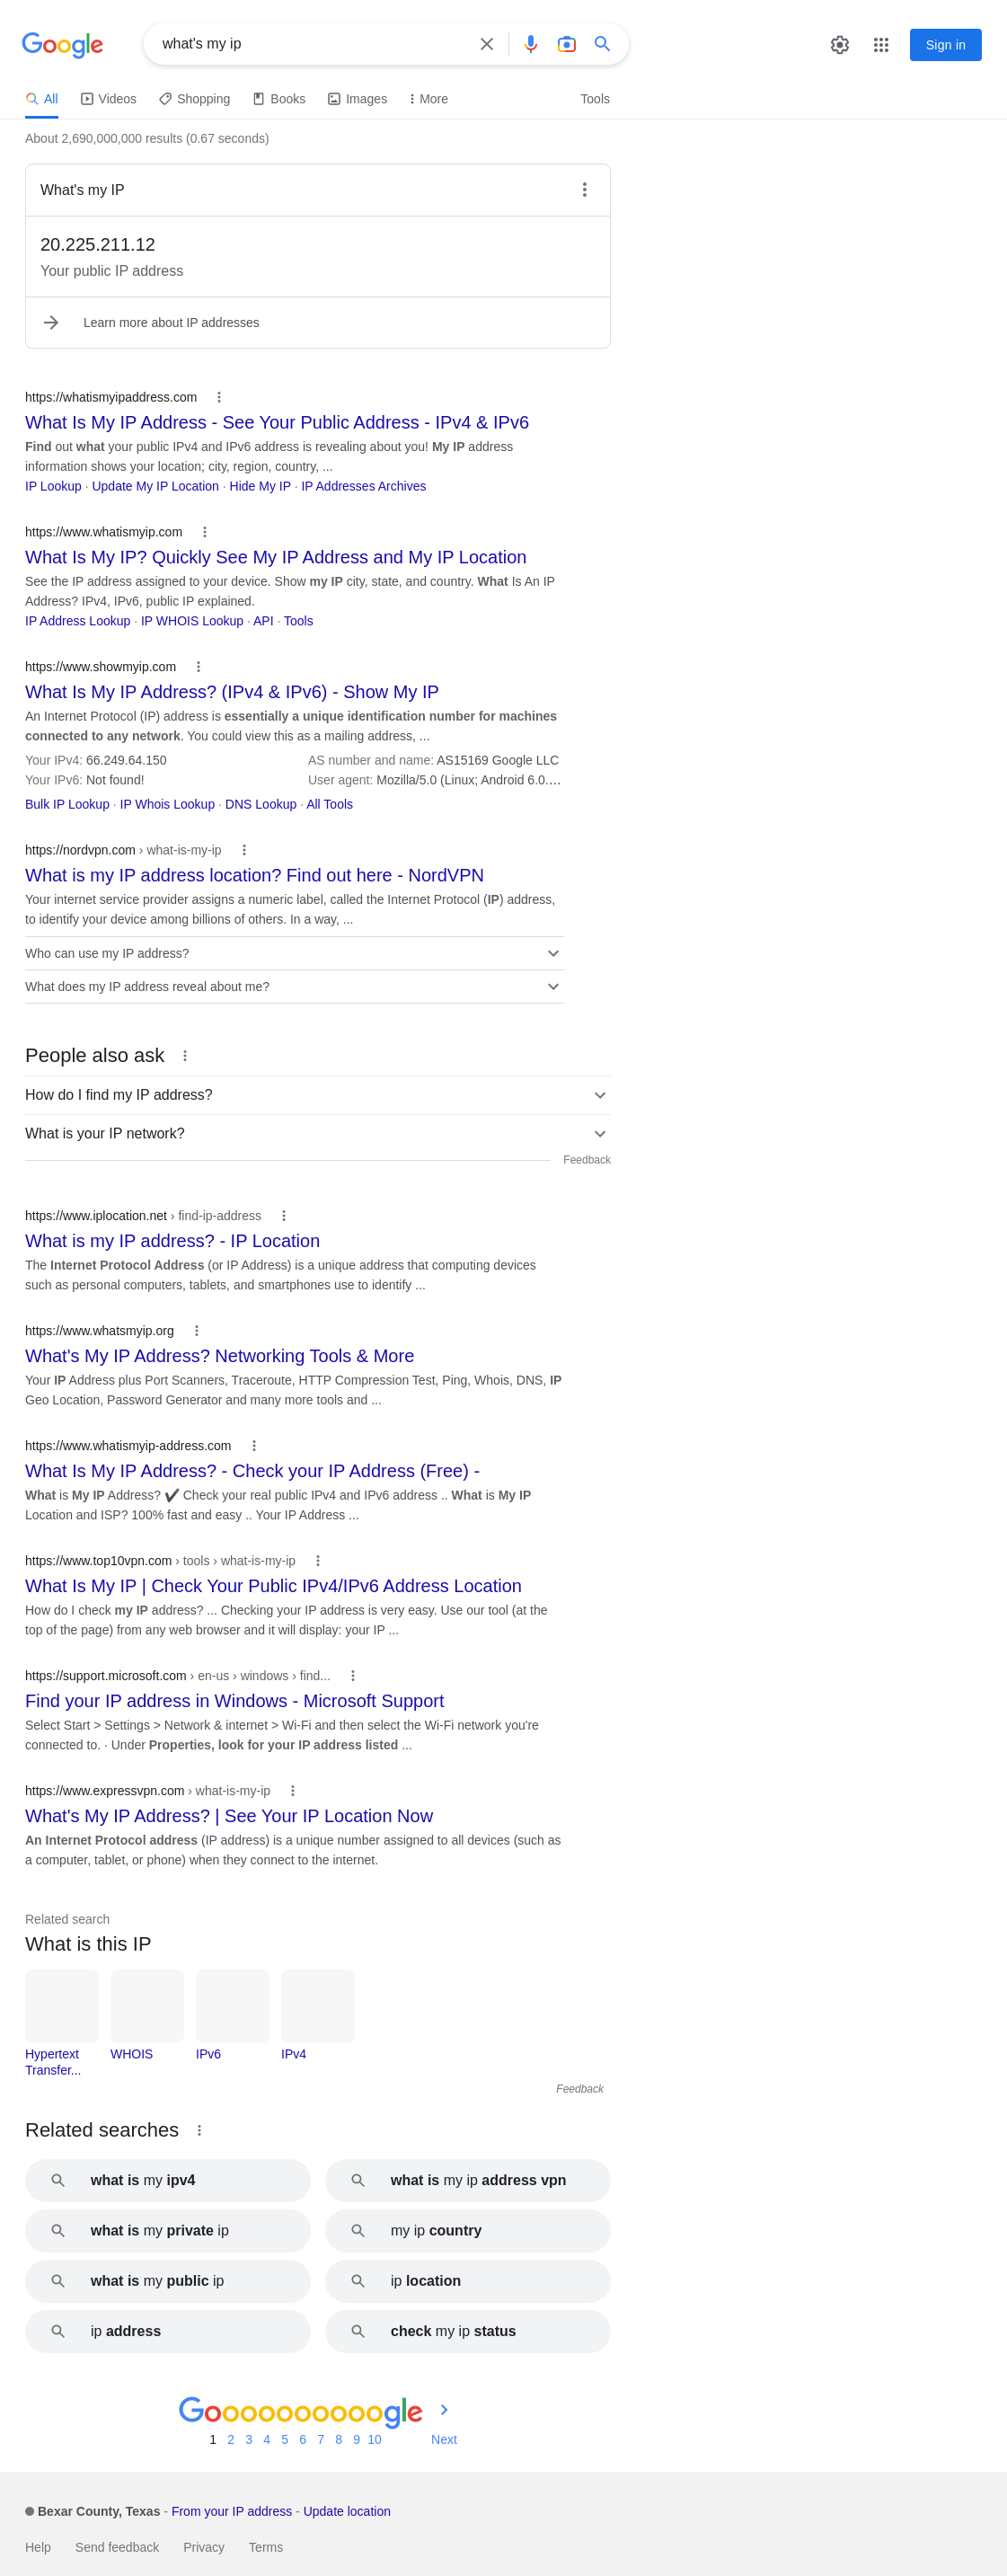 Google
what's my ip
Sign in
All Videos Shopping Books Images More Tools
About 2,690,000,000 results (0.67 seconds)
What's my IP
20.225.211.12
Your public IP address
Learn more about IP addresses
https://whatismyipaddress.com
What Is My IP Address - See Your Public Address - IPv4 & IPv6
Find out what your public IPv4 and IPv6 address is revealing about you! My IP address
information shows your location; city, region, country, ...
IP Lookup · Update My IP Location · Hide My IP · IP Addresses Archives
https://www.whatismyip.com
What Is My IP? Quickly See My IP Address and My IP Location
See the IP address assigned to your device. Show my IP city, state, and country. What Is An IP
Address? IPv4, IPv6, public IP explained.
IP Address Lookup · IP WHOIS Lookup · API · Tools
https://www.showmyip.com
What Is My IP Address? (IPv4 & IPv6) - Show My IP
An Internet Protocol (IP) address is essentially a unique identification number for machines
connected to any network. You could view this as a mailing address, ...
Your IPv4: 66.249.64.150 AS number and name: AS15169 Google LLC
Your IPv6: Not found! User agent: Mozilla/5.0 (Linux; Android 6.0....
Bulk IP Lookup · IP Whois Lookup · DNS Lookup · All Tools
https://nordvpn.com › what-is-my-ip
What is my IP address location? Find out here - NordVPN
Your internet service provider assigns a numeric label, called the Internet Protocol (IP) address,
to identify your device among billions of others. In a way, ...
Who can use my IP address?
What does my IP address reveal about me?
People also ask
How do I find my IP address?
What is your IP network?
Feedback
https://www.iplocation.net › find-ip-address
What is my IP address? - IP Location
The Internet Protocol Address (or IP Address) is a unique address that computing devices
such as personal computers, tablets, and smartphones use to identify ...
https://www.whatsmyip.org
What's My IP Address? Networking Tools & More
Your IP Address plus Port Scanners, Traceroute, HTTP Compression Test, Ping, Whois, DNS, IP
Geo Location, Password Generator and many more tools and ...
https://www.whatismyip-address.com
What Is My IP Address? - Check your IP Address (Free) -
What is My IP Address? ✔ Check your real public IPv4 and IPv6 address .. What is My IP
Location and ISP? 100% fast and easy .. Your IP Address ...
https://www.top10vpn.com › tools › what-is-my-ip
What Is My IP | Check Your Public IPv4/IPv6 Address Location
How do I check my IP address? ... Checking your IP address is very easy. Use our tool (at the
top of the page) from any web browser and it will display: your IP ...
https://support.microsoft.com › en-us › windows › find...
Find your IP address in Windows - Microsoft Support
Select Start > Settings > Network & internet > Wi-Fi and then select the Wi-Fi network you're
connected to. · Under Properties, look for your IP address listed ...
https://www.expressvpn.com › what-is-my-ip
What's My IP Address? | See Your IP Location Now
An Internet Protocol address (IP address) is a unique number assigned to all devices (such as
a computer, tablet, or phone) when they connect to the internet.
Related search
What is this IP
Hypertext WHOIS IPv6 IPv4
Transfer...
Feedback
Related searches
what is my ipv4 what is my ip address vpn
what is my private ip my ip country
what is my public ip ip location
ip address check my ip status
Goooooooooogle
1 2 3 4 5 6 7 8 9 10 Next
Bexar County, Texas - From your IP address - Update location
Help Send feedback Privacy Terms